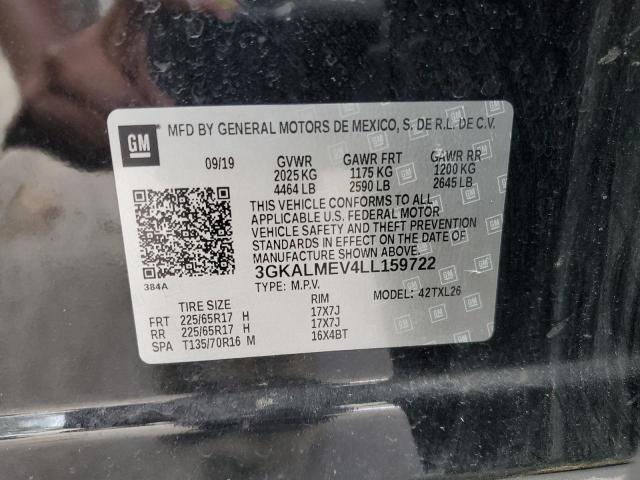 GM MFD BY GENERAL MOTORS DE MEXICO, S. DE R.L. DE C.V.
09/19 GVWR GAWR FRT GAWR RR
2025 KG 1175 KG 1200 KG
4464 LB 2590 LB 2645 LB
THIS VEHICLE CONFORMS TO ALL
APPLICABLE U.S. FEDERAL MOTOR
VEHICLE SAFETY AND THEFT PREVENTION
STANDARDS IN EFFECT ON THE DATE OF
MANUFACTURE SHOWN ABOVE.
3GKALMEV4LL159722
384A TYPE: M.P.V. MODEL: 42TXL26
TIRE SIZE RIM
FRT 225/65R17 H 17X7J
RR 225/65R17 H 17X7J
SPA T135/70R16 M 16X4BT